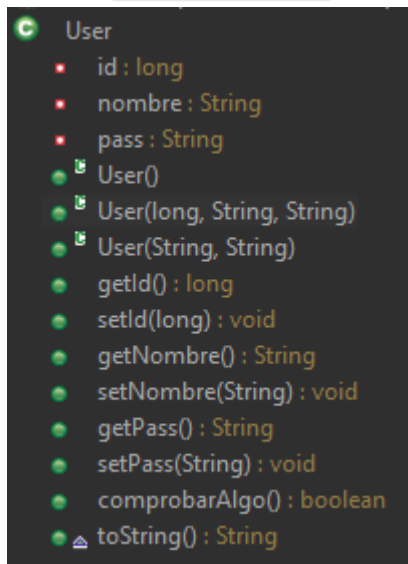 User
id : long
nombre : String
pass : String
User()
User(long, String, String)
User(String, String)
getId() : long
setId(long) : void
getNombre() : String
setNombre(String) : void
getPass() : String
setPass(String) : void
comprobarAlgo() : boolean
toString() : String